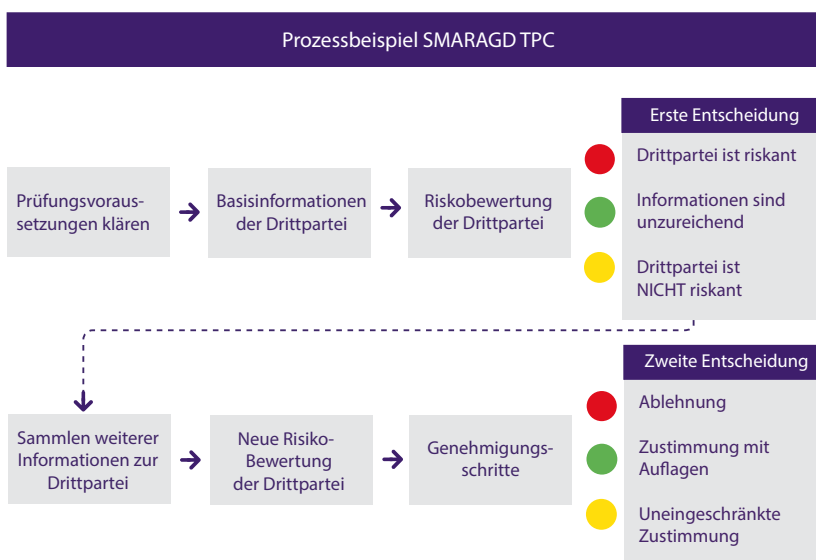 Prozessbeispiel SMARAGD TPC
Prüfungsvoraus-
setzungen klären
Basisinformationen
der Drittpartei
Riskobewertung
der Drittpartei
Erste Entscheidung
Drittpartei ist riskant
Informationen sind
unzureichend
Drittpartei ist
NICHT riskant
Sammlen weiterer
Informationen zur
Drittpartei
Neue Risiko-
Bewertung
der Drittpartei
Genehmigungs-
schritte
Zweite Entscheidung
Ablehnung
Zustimmung mit
Auflagen
Uneingeschränkte
Zustimmung